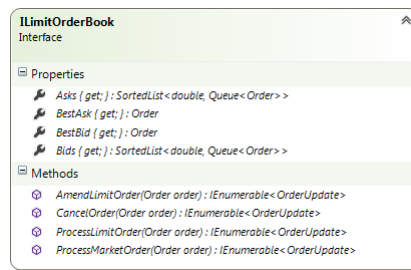 ILimitOrderBook
Interface
Properties
Asks { get; } : SortedList< double, Queue< Order> >
BestAsk { get; } : Order
BestBid { get; } : Order
Bids { get; } : SortedList< double, Queue< Order> >
Methods
AmendLimitOrder(Order order) : IEnumerable< OrderUpdate>
CancelOrder(Order order) : IEnumerable< OrderUpdate>
ProcessLimitOrder(Order order) : IEnumerable< OrderUpdate>
ProcessMarketOrder(Order order) : IEnumerable< OrderUpdate>